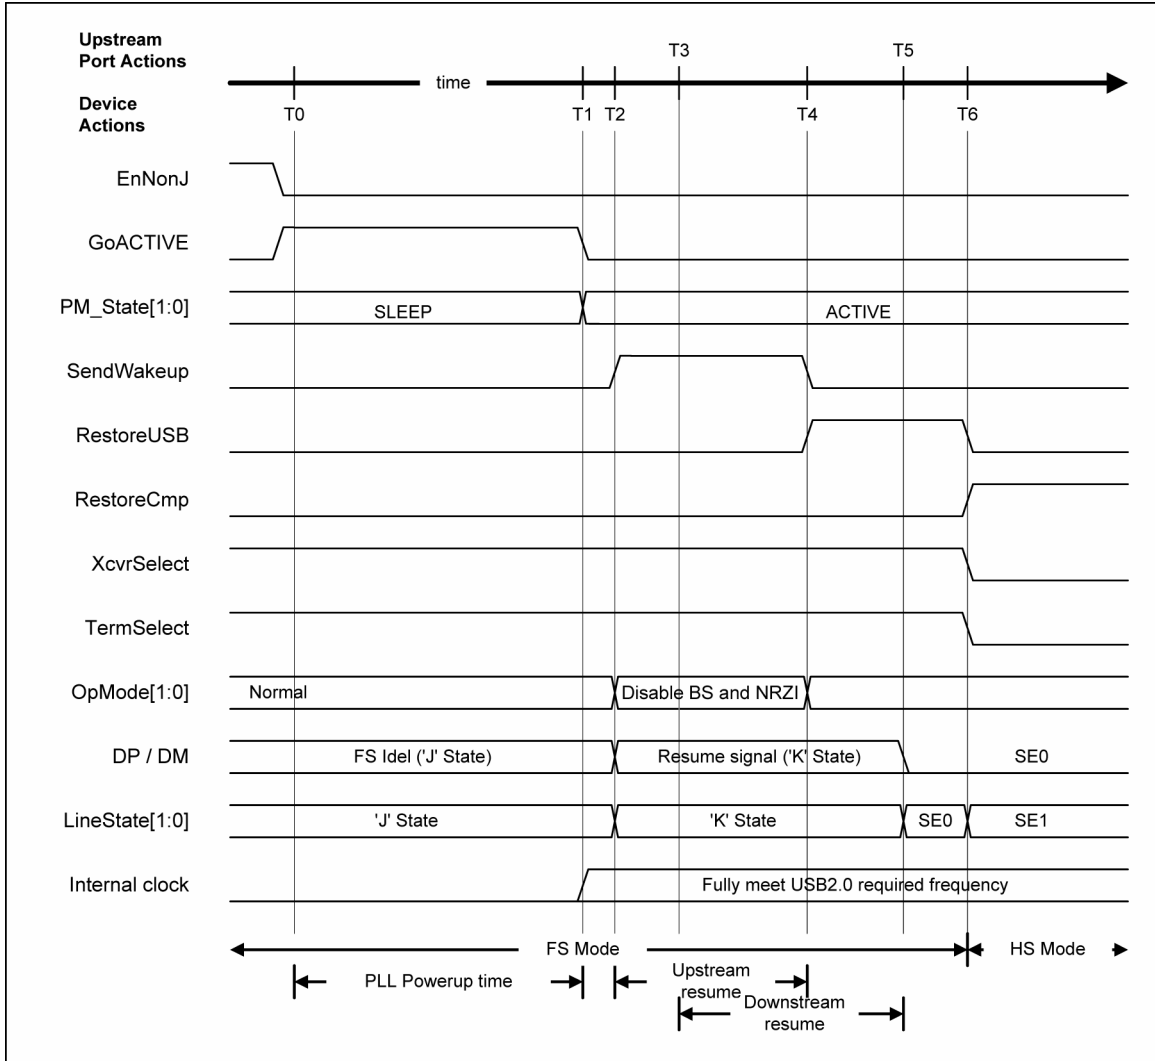 Upstream
Port Actions
T3
T5
time
Device
Actions
T0
T1
T2
T4
T6
EnNonJ
GoACTIVE
PM_State[1:0]
SLEEP
ACTIVE
SendWakeup
RestoreUSB
RestoreCmp
XcvrSelect
TermSelect
OpMode[1:0]
Normal
Disable BS and NRZI
DP / DM
FS Idel ('J' State)
Resume signal ('K' State)
SE0
LineState[1:0]
'J' State
'K' State
SE0
SE1
Internal clock
Fully meet USB2.0 required frequency
FS Mode
HS Mode
PLL Powerup time
Upstream
resume
Downstream
resume